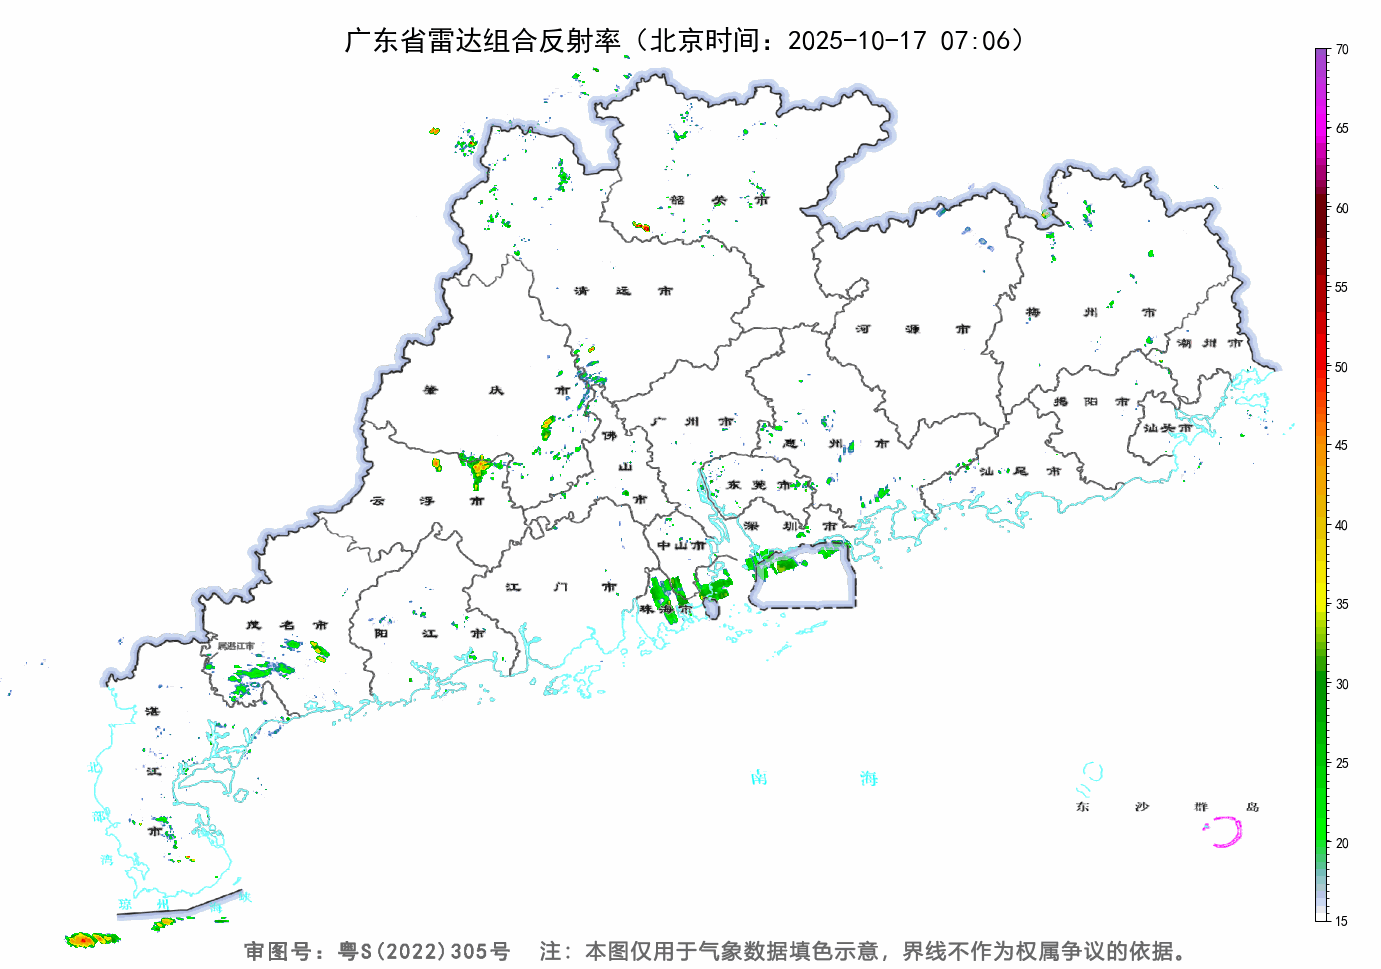 广东省雷达组合反射率（北京时间：2025-10-17 07:06）
70
65
60
55
50
45
40
35
30
25
20
15
韶关市
清远市
河源市
梅州市
潮州市
肇庆市
广州市
揭阳市
汕头市
佛山市
惠州市
汕尾市
东莞市
云浮市
深圳市
中山市
江门市
珠海市
茂名市
阳江市
属湛江市
湛江市
北部湾
南海
东沙群岛
琼州海峡
审图号：粤S(2022)305号 注：本图仅用于气象数据填色示意，界线不作为权属争议的依据。